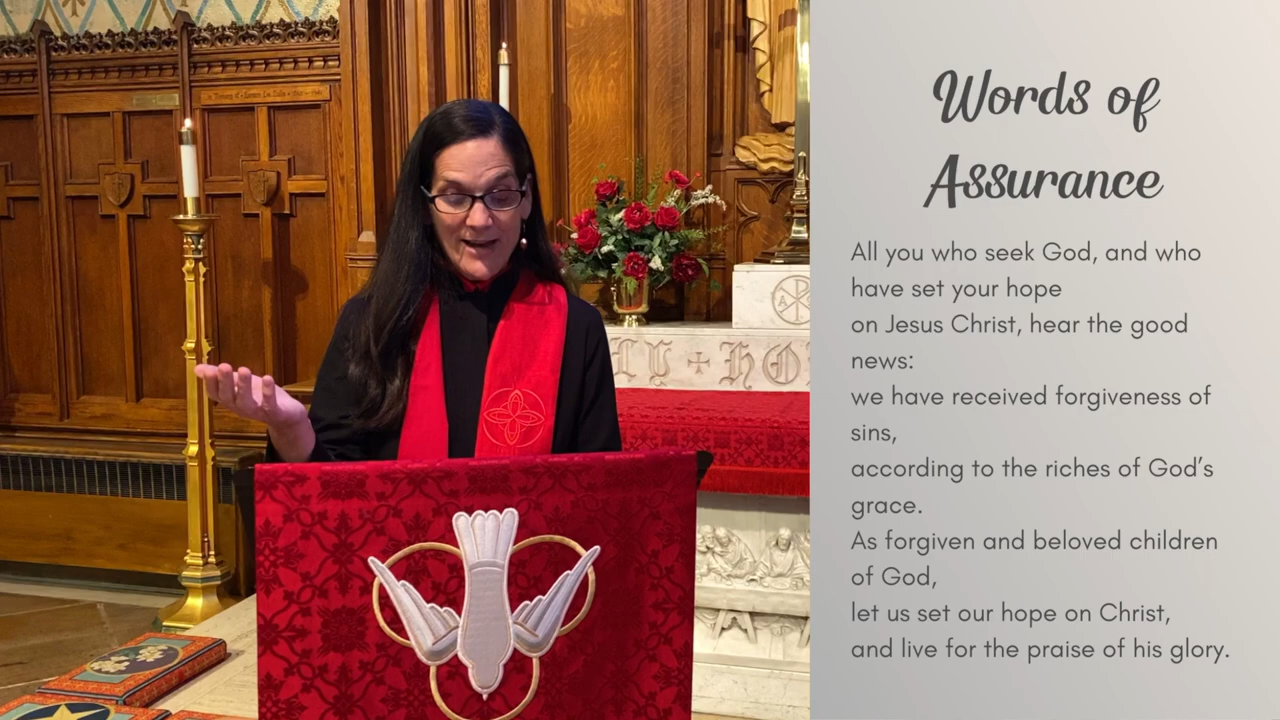 Words of
Assurance
All you who seek God, and who
have set your hope
on Jesus Christ, hear the good
news:
we have received forgiveness of
sins,
according to the riches of God's
grace.
As forgiven and beloved children
of God,
let us set our hope on Christ,
and live for the praise of his glory.
LY + HO